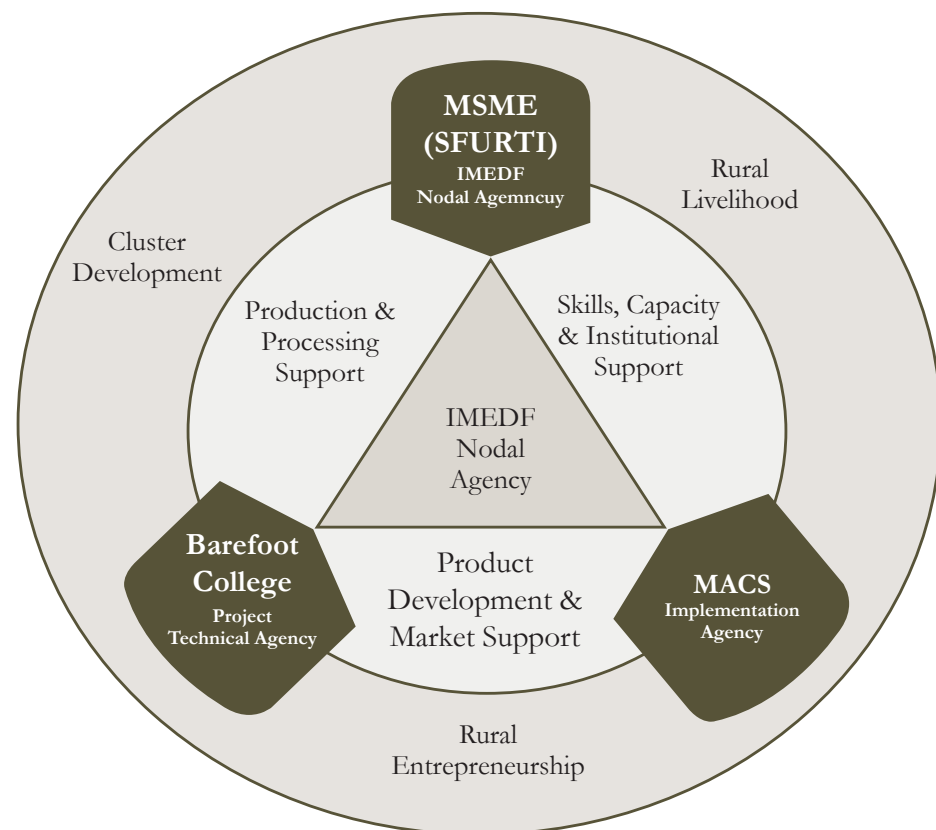 MSME
(SFURTI)
IMEDF
Nodal Agemncuy
Rural
Livelihood
Cluster
Development
Production &
Processing
Support
Skills, Capacity
& Institutional
Support
IMEDF
Nodal
Agency
Barefoot
College
Project
Technical Agency
Product
Development &
Market Support
MACS
Implementation
Agency
Rural
Entrepreneurship